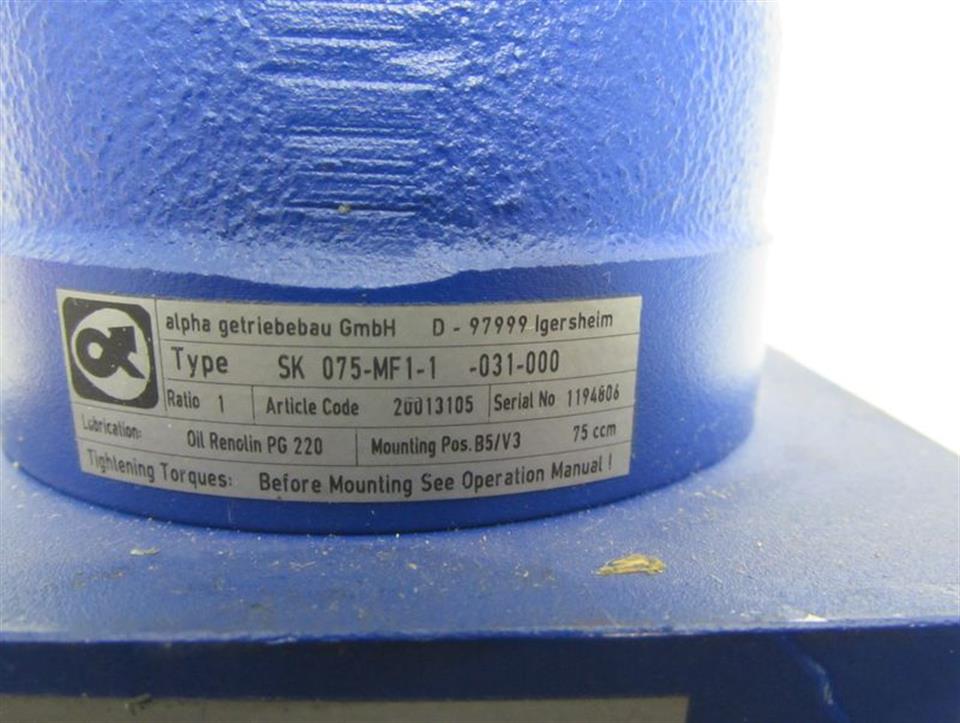 alpha getriebebau GmbH D - 97999 Igersheim
Type SK 075-MF1-1 -031-000
Ratio 1 Article Code 20013105 Serial No 1194806
Lubrication: Oil Renolin PG 220 Mounting Pos. B5/V3 75 ccm
Tightening Torques: Before Mounting See Operation Manual !